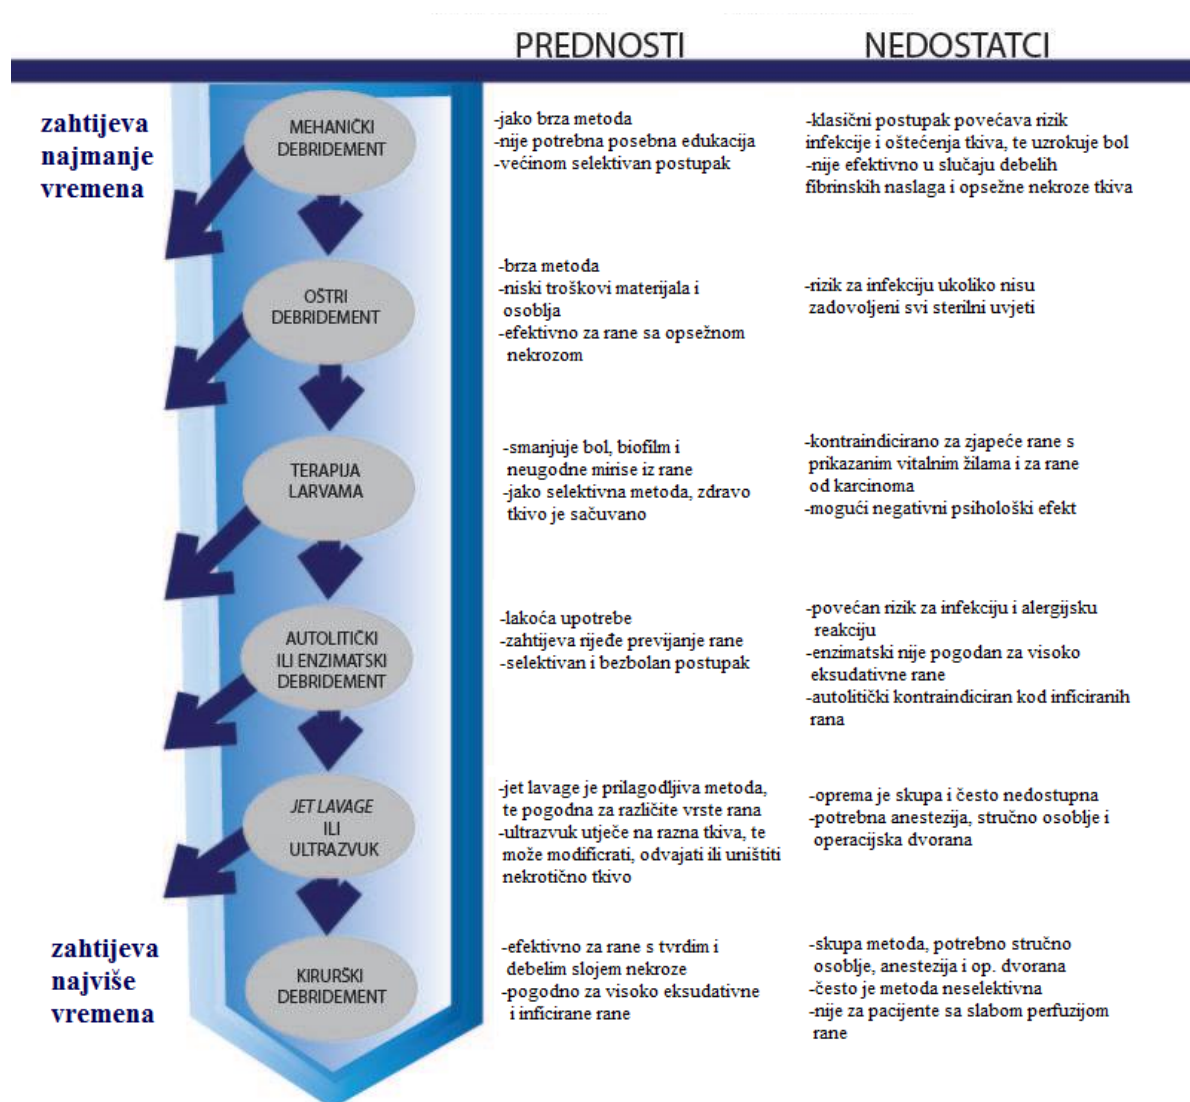 PREDNOSTI
NEDOSTATCI
zahtijeva
najmanje
vremena
MEHANIČKI
DEBRIDEMENT
-jako brza metoda
-nije potrebna posebna edukacija
-većinom selektivan postupak
-klasični postupak povećava rizik
infekcije i oštećenja tkiva, te uzrokuje bol
-nije efektivno u slučaju debelih
fibrinskih naslaga i opsežne nekroze tkiva
OŠTRI
DEBRIDEMENT
-brza metoda
-niski troškovi materijala i
osoblja
-efektivno za rane sa opsežnom
nekrozom
-rizik za infekciju ukoliko nisu
zadovoljeni svi sterilni uvjeti
TERAPIJA
LARVAMA
-smanjuje bol, biofilm i
neugodne mirise iz rane
-jako selektivna metoda, zdravo
tkivo je sačuvano
-kontraindicirano za zjapeće rane s
prikazanim vitalnim žilama i za rane
od karcinoma
-mogući negativni psihološki efekt
AUTOLITIČKI
ILI ENZIMATSKI
DEBRIDEMENT
-lakoća upotrebe
-zahtijeva rijeđe previjanje rane
-selektivan i bezbolan postupak
-povećan rizik za infekciju i alergijsku
reakciju
-enzimatski nije pogodan za visoko
eksudativne rane
-autolitički kontraindiciran kod inficiranih
rana
JET LAVAGE
ILI
ULTRAZVUK
-jet lavage je prilagodljiva metoda,
te pogodna za različite vrste rana
-ultrazvuk utječe na razna tkiva, te
može modificrati, odvajati ili uništiti
nekrotično tkivo
-oprema je skupa i često nedostupna
-potrebna anestezija, stručno osoblje i
operacijska dvorana
zahtijeva
najviše
vremena
KIRURŠKI
DEBRIDEMENT
-efektivno za rane s tvrdim i
debelim slojem nekroze
-pogodno za visoko eksudativne
i inficirane rane
-skupa metoda, potrebno stručno
osoblje, anestezija i op. dvorana
-često je metoda neselektivna
-nije za pacijente sa slabom perfuzijom
rane